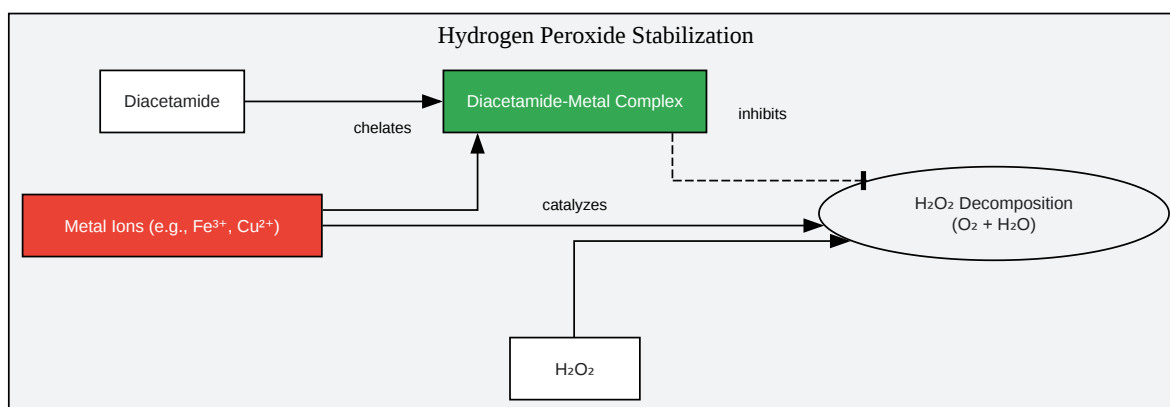 Hydrogen Peroxide Stabilization
Diacetamide
chelates
Diacetamide-Metal Complex
inhibits
Metal Ions (e.g., Fe³⁺, Cu²⁺)
catalyzes
H₂O₂ Decomposition
(O₂ + H₂O)
H₂O₂